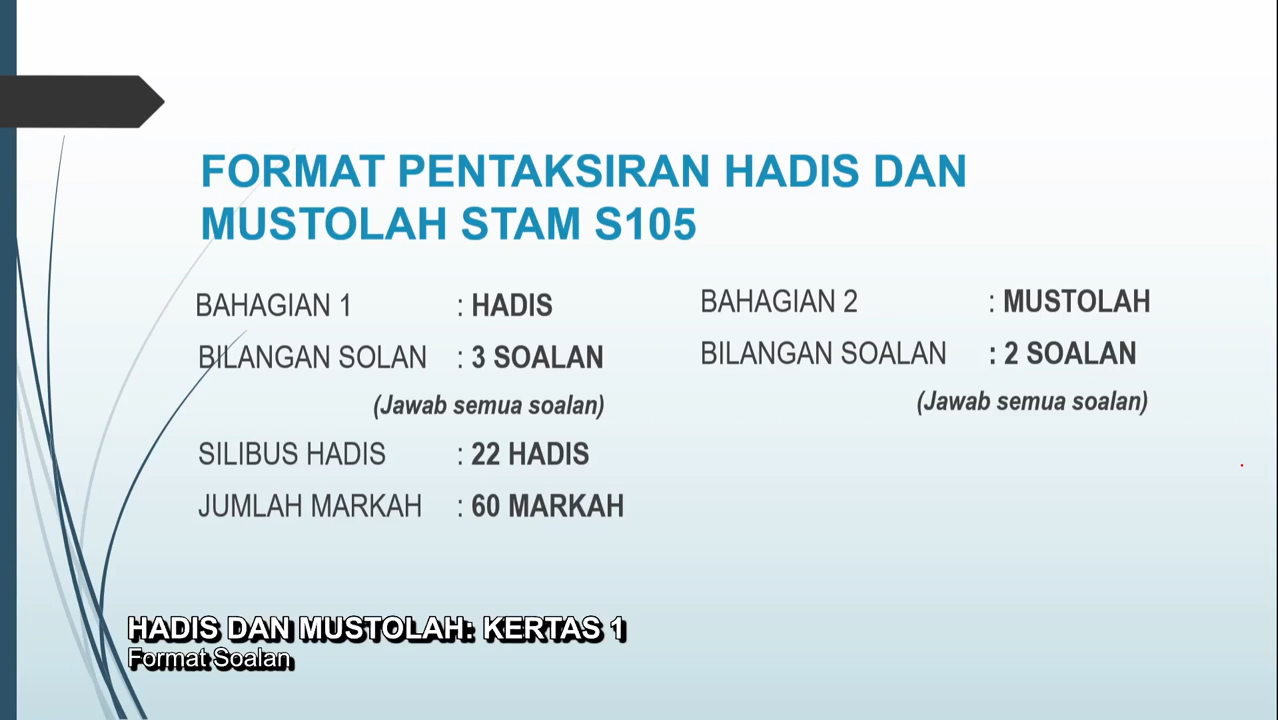 FORMAT PENTAKSIRAN HADIS DAN
MUSTOLAH STAM S105
BAHAGIAN 1 : HADIS
BILANGAN SOLAN : 3 SOALAN
(Jawab semua soalan)
SILIBUS HADIS : 22 HADIS
JUMLAH MARKAH : 60 MARKAH
BAHAGIAN 2 : MUSTOLAH
BILANGAN SOALAN : 2 SOALAN
(Jawab semua soalan)
HADIS DAN MUSTOLAH: KERTAS 1
Format Soalan